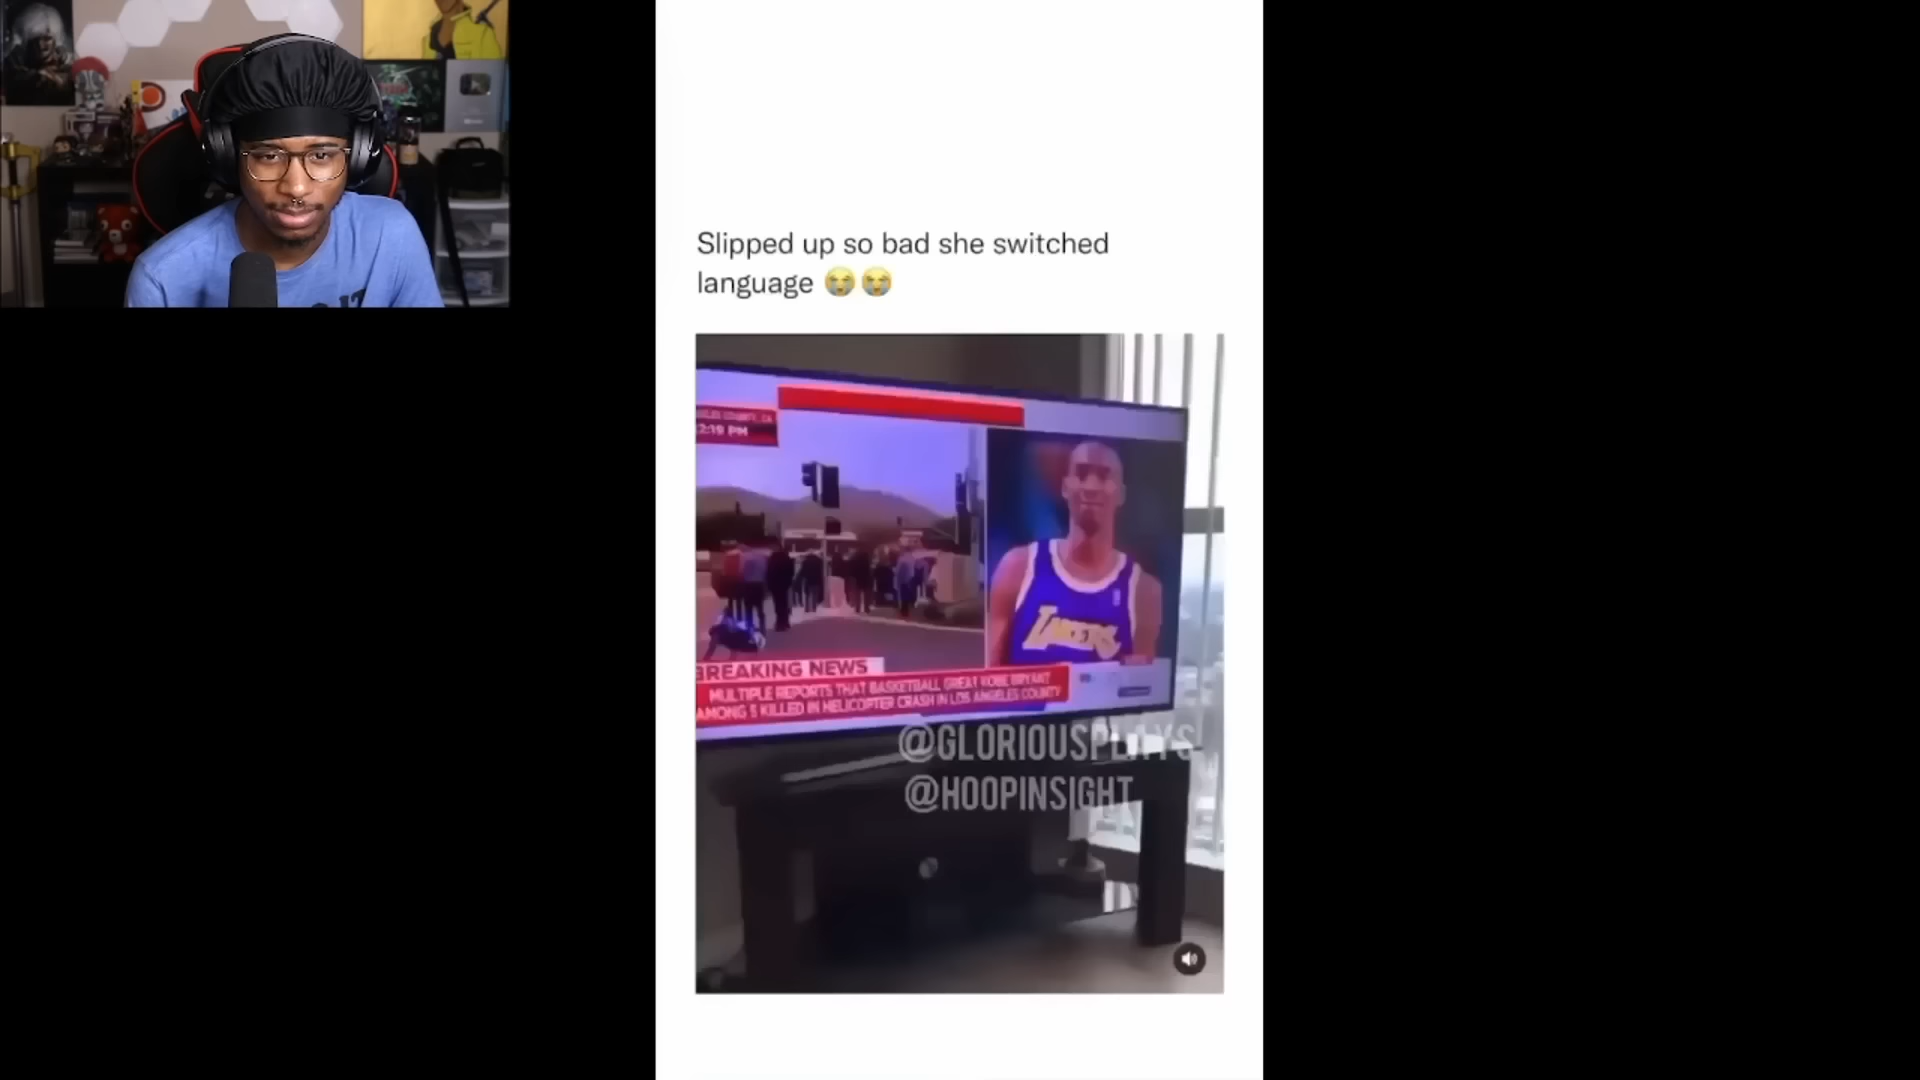 Slipped up so bad she switched
language 😭😭
2:19 PM
BREAKING NEWS
MULTIPLE REPORTS THAT BASKETBALL GREAT KOBE BRYANT
AMONG 5 KILLED IN HELICOPTER CRASH IN LOS ANGELES COUNTY
LAKERS
@GLORIOUSPLAYS
@HOOPINSIGHT